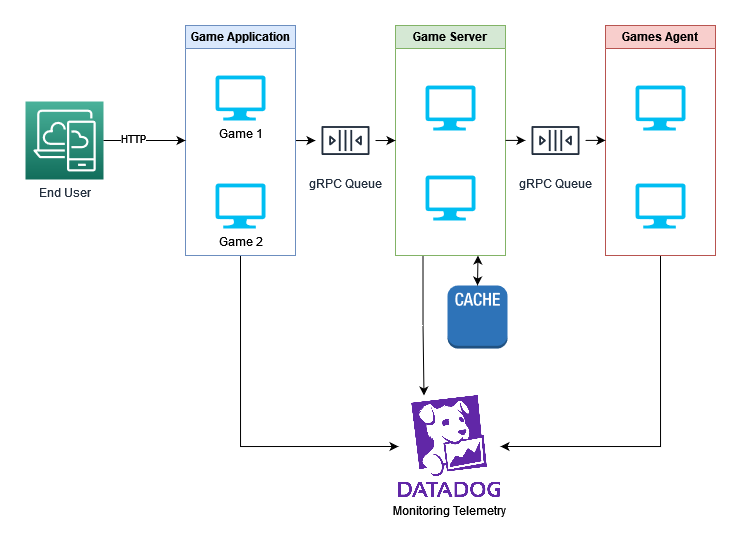 Game Application
Game Server
Games Agent
Game 1
HTTP
gRPC Queue
gRPC Queue
End User
Game 2
CACHE
DATADOG
Monitoring Telemetry